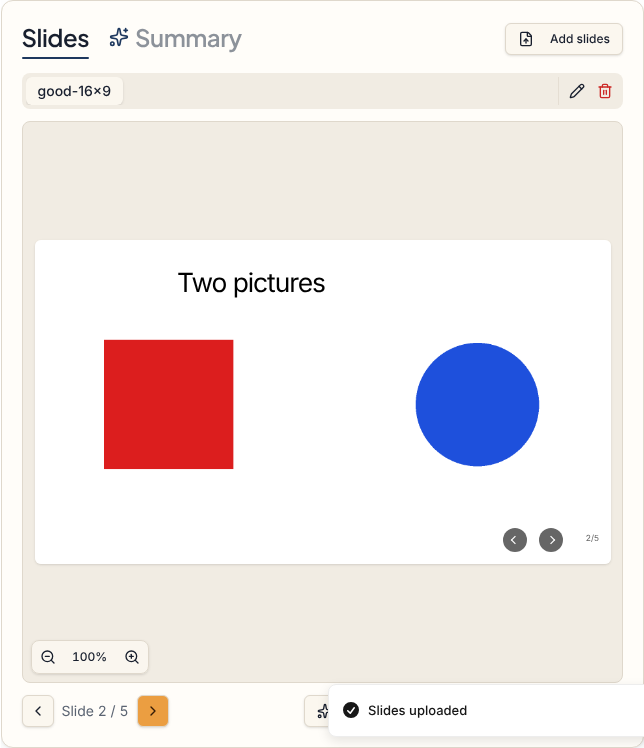 Slides
Summary
Add slides
good-16×9
Two pictures
2/5
100%
Slide 2 / 5
Slides uploaded